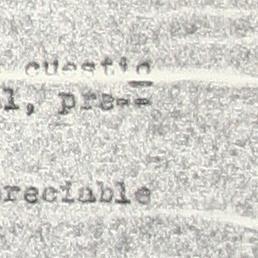 cuestio
l, pre==
reciable